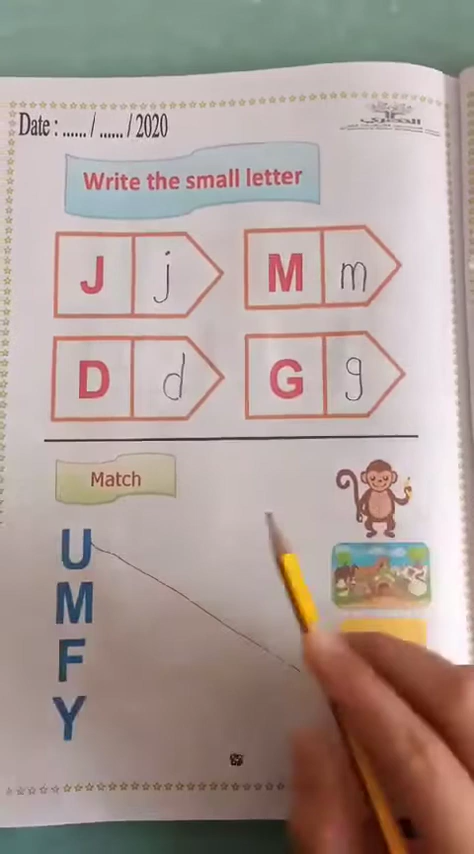 Date : ...... / ...... / 2020
Write the small letter
J j M m
D d G g
Match
U
M
F
Y